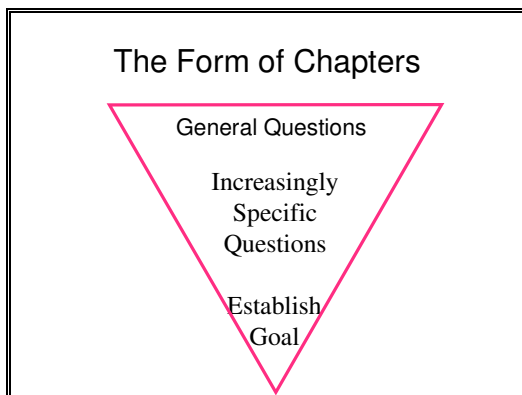 The Form of Chapters
General Questions
Increasingly
Specific
Questions
Establish
Goal